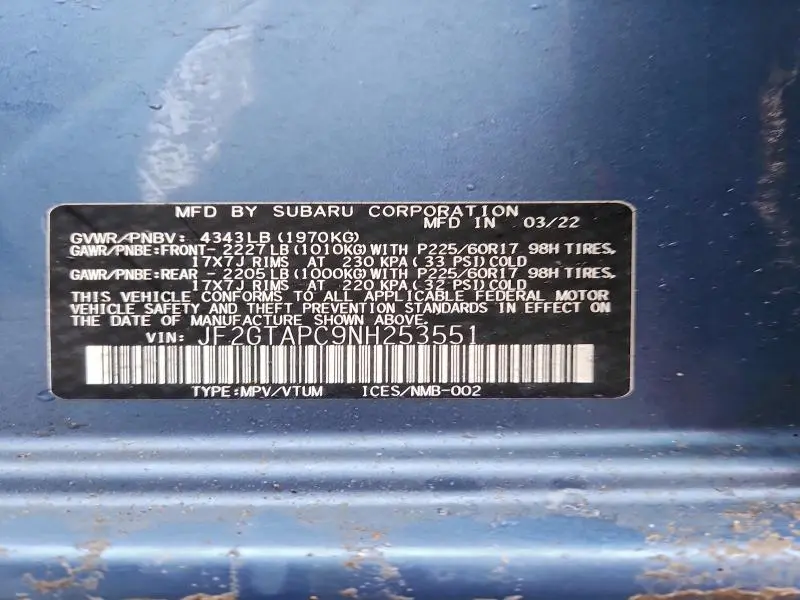 MFD BY SUBARU CORPORATION
MFD IN 03/22
GVWR/PNBV: 4343LB(1970KG)
GAWR/PNBE:FRONT-2227LB(1010KG)WITH P225/60R17 98H TIRES,
17X7J RIMS AT 230 KPA( 33 PSI)COLD
GAWR/PNBE:REAR -2205LB(1000KG)WITH P225/60R17 98H TIRES,
17X7J RIMS AT 220 KPA( 32 PSI)COLD
THIS VEHICLE CONFORMS TO ALL APPLICABLE FEDERAL MOTOR
VEHICLE SAFETY AND THEFT PREVENTION STANDARDS IN EFFECT ON
THE DATE OF MANUFACTURE SHOWN ABOVE.
VIN: JF2GTAPC9NH253551
TYPE:MPV/VTUM ICES/NMB-002